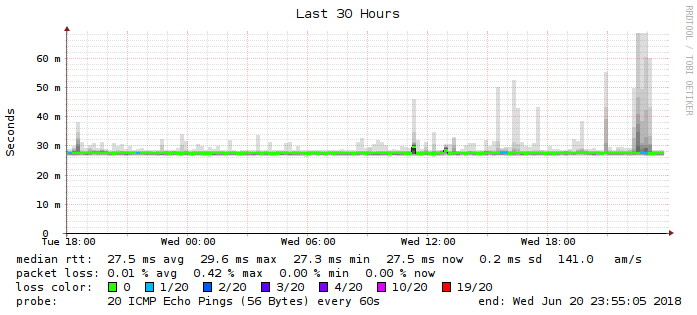 Last 30 Hours
RRDTOOL / TOBI OETIKER
Seconds
60 m
50 m
40 m
30 m
20 m
10 m
0
Tue 18:00 Wed 00:00 Wed 06:00 Wed 12:00 Wed 18:00
median rtt: 27.5 ms avg 29.6 ms max 27.3 ms min 27.5 ms now 0.2 ms sd 141.0 am/s
packet loss: 0.01 % avg 0.42 % max 0.00 % min 0.00 % now
loss color: 0 1/20 2/20 3/20 4/20 10/20 19/20
probe: 20 ICMP Echo Pings (56 Bytes) every 60s end: Wed Jun 20 23:55:05 2018